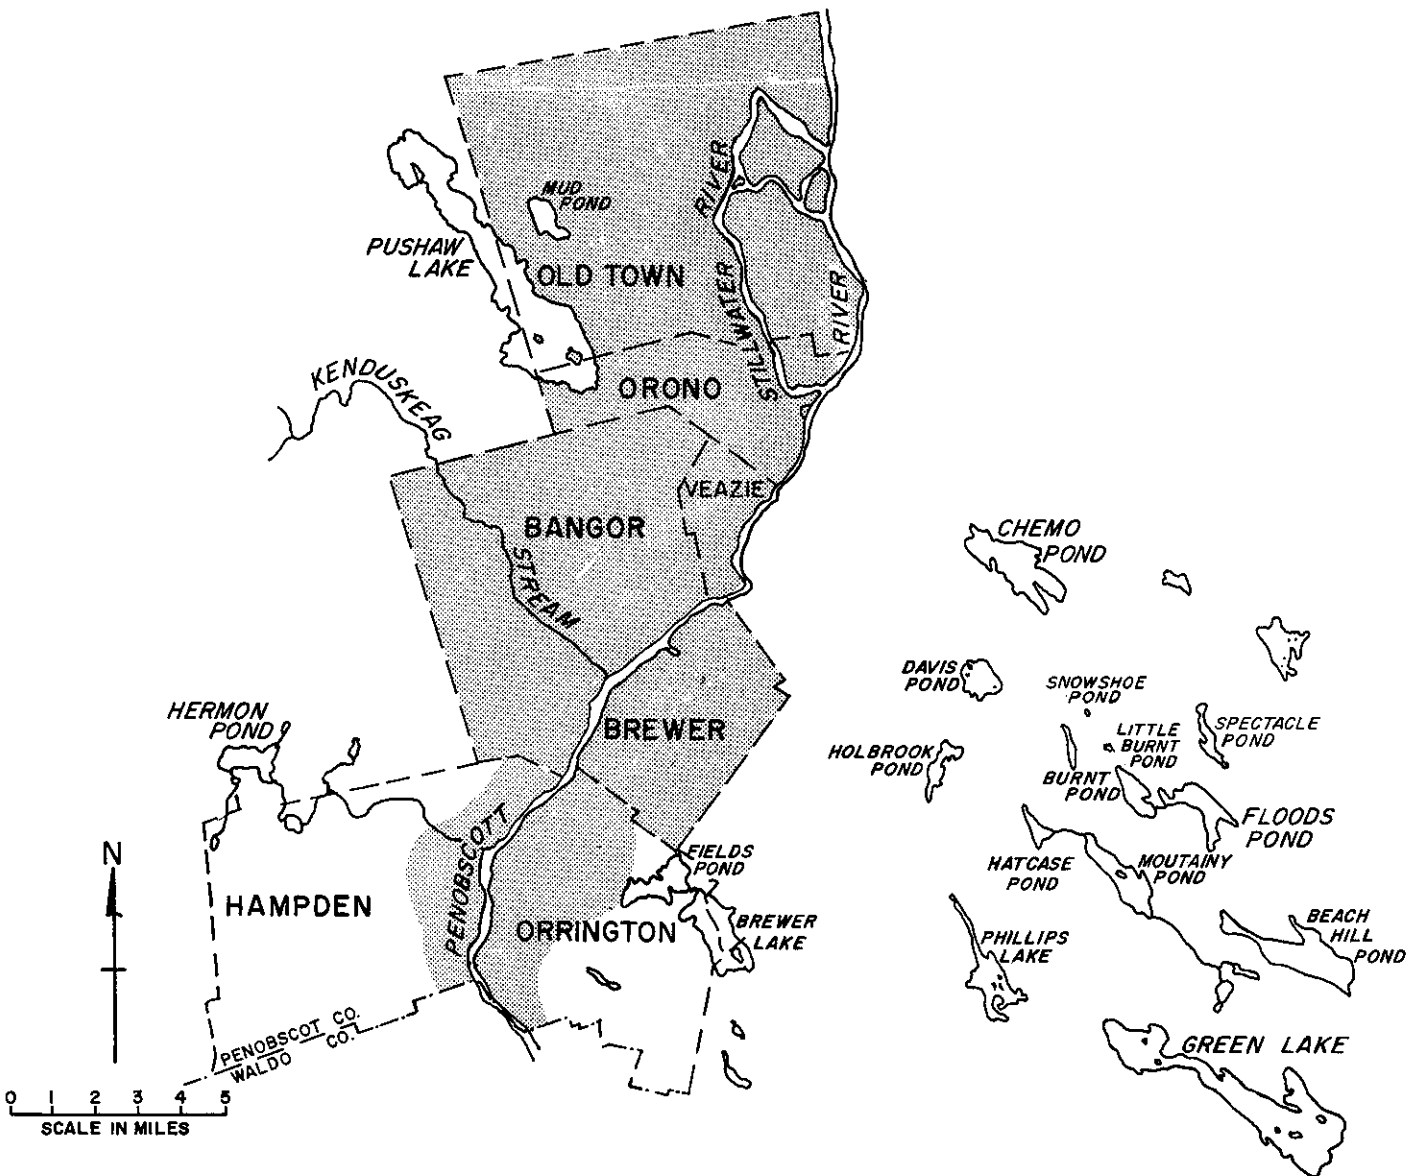 RIVER
MUD
POND
PUSHAW
LAKE
OLD TOWN
STILLWATER
RIVER
KENDUSKEAG
ORONO
VEAZIE
BANGOR
STREAM
CHEMO
POND
DAVIS
POND
SNOWSHOE
POND
HERMON
POND
BREWER
LITTLE
BURNT
POND
SPECTACLE
POND
HOLBROOK
POND
BURNT
POND
FLOODS
POND
PENOBSCOTT
N
FIELDS
POND
HATCASE
POND
MOUTAINY
POND
HAMPDEN
ORRINGTON
BREWER
LAKE
PHILLIPS
LAKE
BEACH
HILL
POND
PENOBSCOT CO.
WALDO CO.
GREEN LAKE
0 1 2 3 4 5
SCALE IN MILES